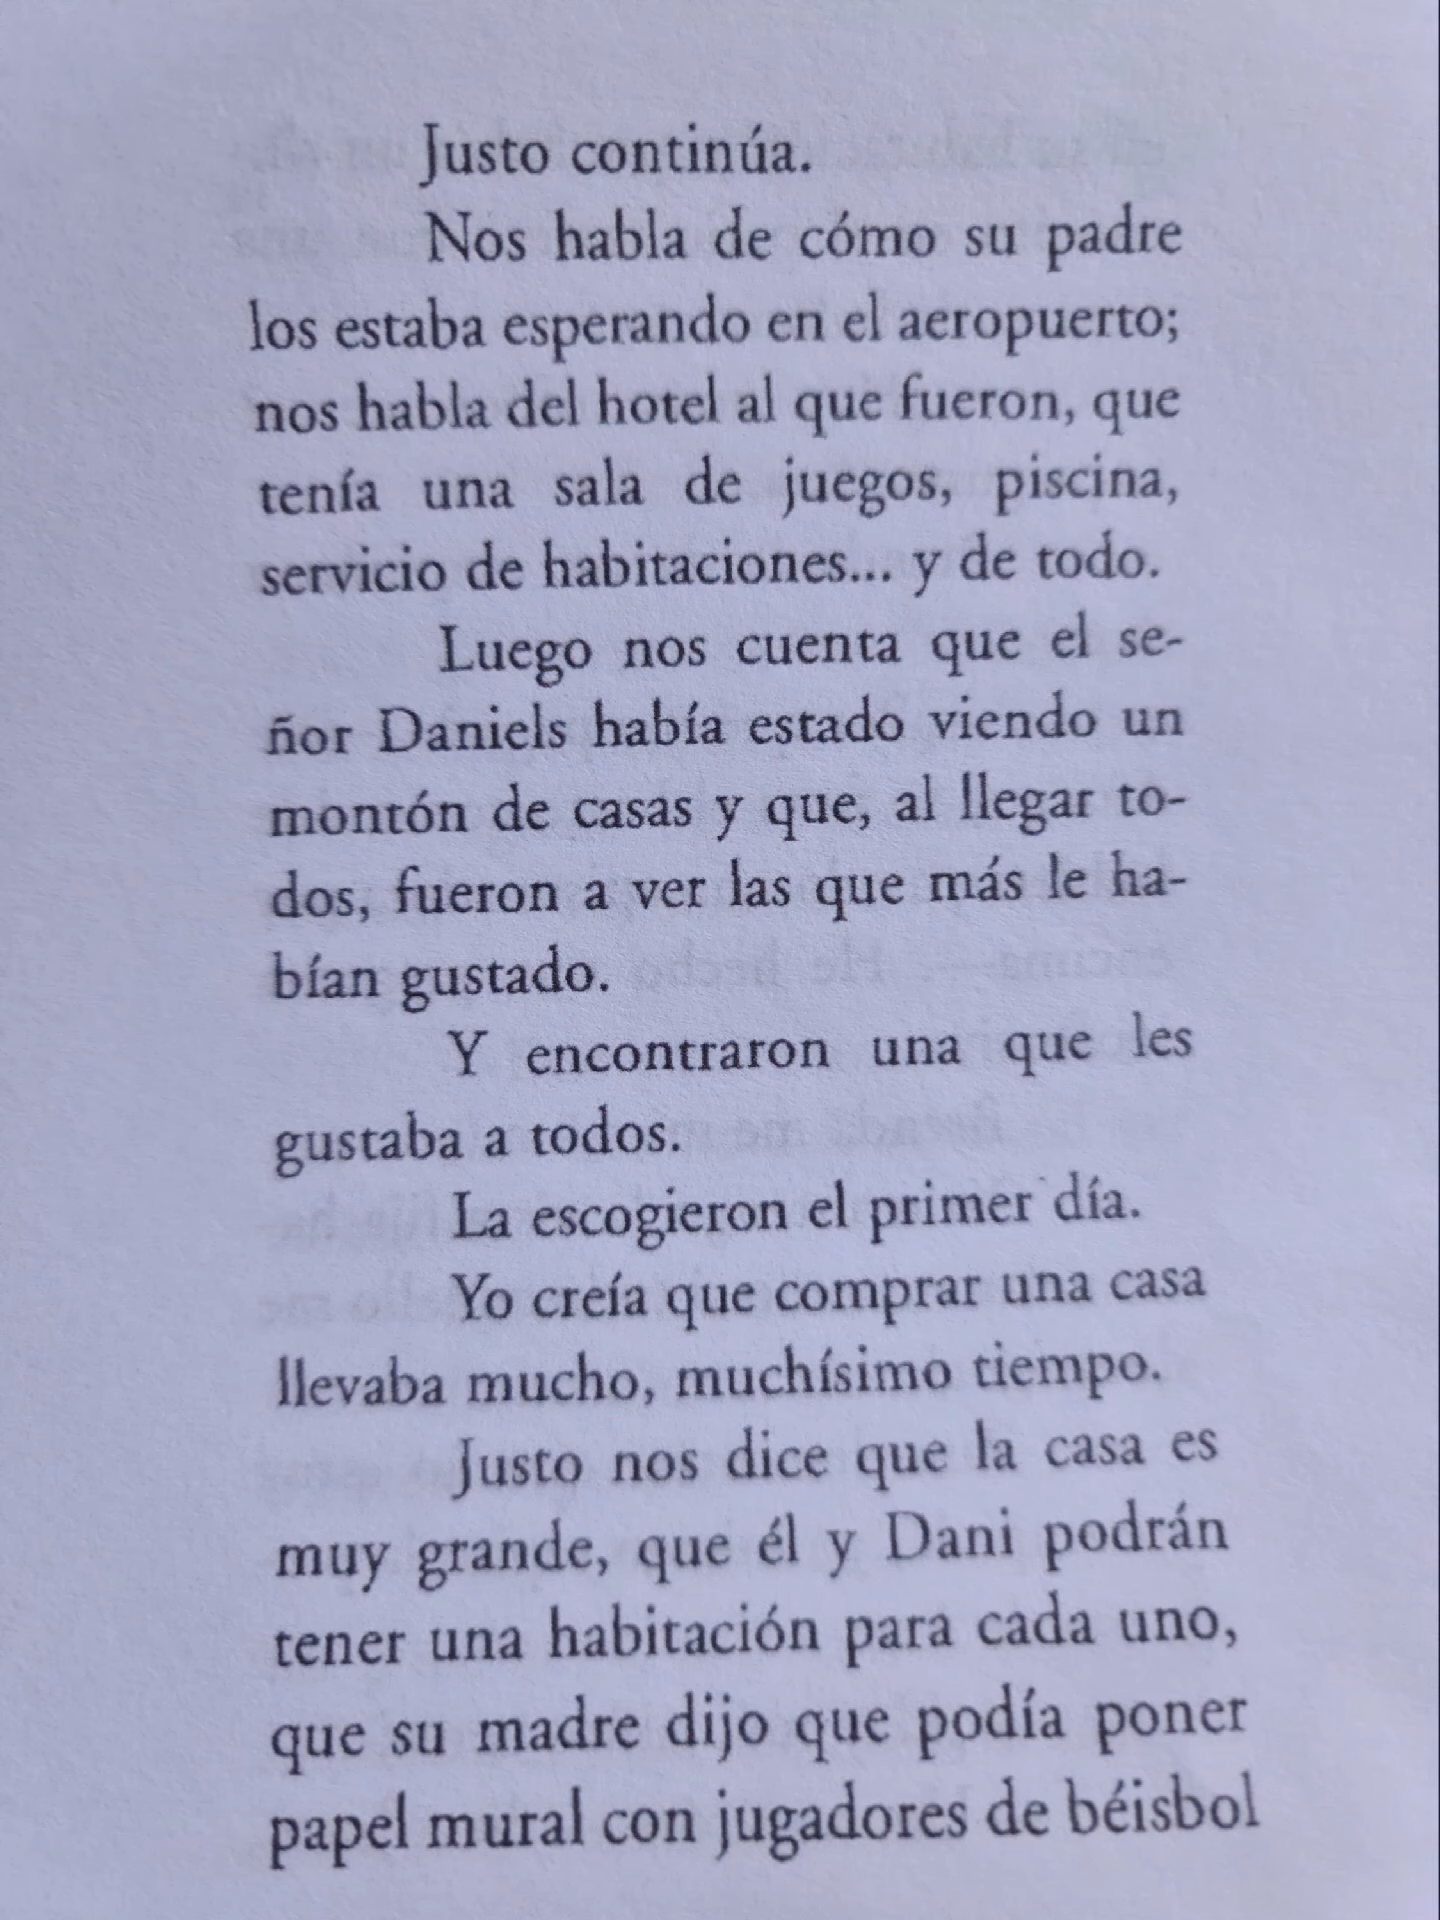 Justo continúa.
Nos habla de cómo su padre
los estaba esperando en el aeropuerto;
nos habla del hotel al que fueron, que
tenía una sala de juegos, piscina,
servicio de habitaciones... y de todo.
Luego nos cuenta que el se-
ñor Daniels había estado viendo un
montón de casas y que, al llegar to-
dos, fueron a ver las que más le ha-
bían gustado.
Y encontraron una que les
gustaba a todos.
La escogieron el primer día.
Yo creía que comprar una casa
llevaba mucho, muchísimo tiempo.
Justo nos dice que la casa es
muy grande, que él y Dani podrán
tener una habitación para cada uno,
que su madre dijo que podía poner
papel mural con jugadores de béisbol